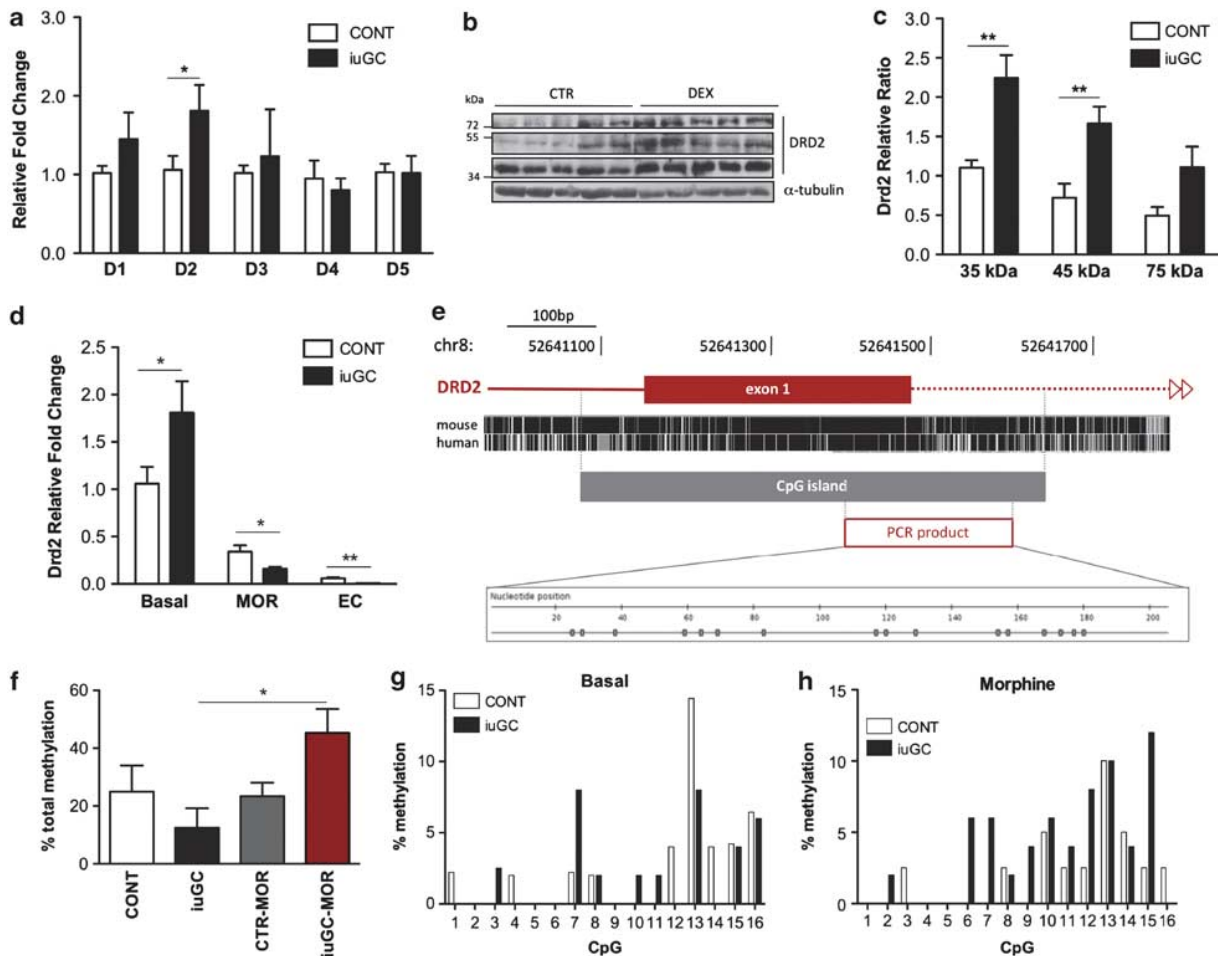 a
3.0
2.0
1.0
0.0
Relative Fold Change
CONT
iuGC
*
D1 D2 D3 D4 D5
b
kDa
CTR DEX
72
55
34
DRD2
α-tubulin
c
3.0
2.5
2.0
1.5
1.0
0.5
0.0
Drd2 Relative Ratio
CONT
iuGC
**
**
35 kDa 45 kDa 75 kDa
d
2.5
2.0
1.5
1.0
0.5
0.0
Drd2 Relative Fold Change
CONT
iuGC
*
*
**
Basal MOR EC
e
100bp
chr8: 52641100 52641300 52641500 52641700
DRD2
exon 1
mouse
human
CpG island
PCR product
Nucleotide position
20 40 60 80 100 120 140 160 180 200
f
60
40
20
0
% total methylation
*
CONT
iuGC
CTR-MOR
iuGC-MOR
g
Basal
15
10
5
0
% methylation
CONT
iuGC
1 2 3 4 5 6 7 8 9 10 11 12 13 14 15 16
CpG
h
Morphine
15
10
5
0
% methylation
CONT
iuGC
1 2 3 4 5 6 7 8 9 10 11 12 13 14 15 16
CpG